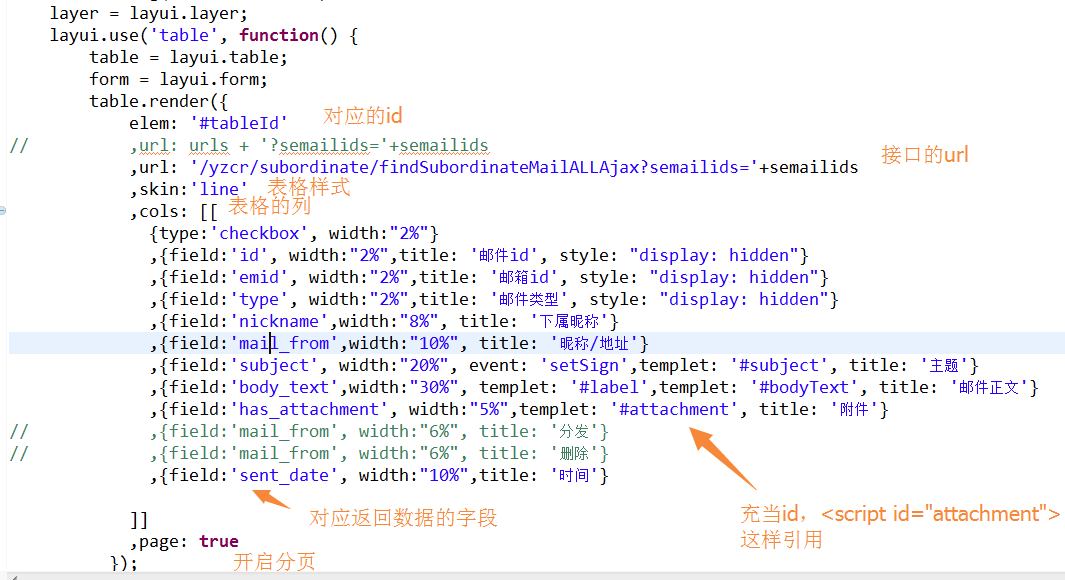 layer = layui.layer;
layui.use('table', function() {
table = layui.table;
form = layui.form;
table.render({
elem: '#tableId' 对应的id
// ,url: urls + '?semailids='+semailids
,url: '/yzcr/subordinate/findSubordinateMailALLAjax?semailids='+semailids 接口的url
,skin:'line' 表格样式
,cols: [[ 表格的列
{type:'checkbox', width:"2%"}
,{field:'id', width:"2%",title: '邮件id', style: "display: hidden"}
,{field:'emid', width:"2%",title: '邮箱id', style: "display: hidden"}
,{field:'type', width:"2%",title: '邮件类型', style: "display: hidden"}
,{field:'nickname',width:"8%", title: '下属昵称'}
,{field:'mail_from',width:"10%", title: '昵称/地址'}
,{field:'subject', width:"20%", event: 'setSign',templet: '#subject', title: '主题'}
,{field:'body_text',width:"30%", templet: '#label',templet: '#bodyText', title: '邮件正文'}
,{field:'has_attachment', width:"5%",templet: '#attachment', title: '附件'}
// ,{field:'mail_from', width:"6%", title: '分发'}
// ,{field:'mail_from', width:"6%", title: '删除'}
,{field:'sent_date', width:"10%",title: '时间'}
对应返回数据的字段
充当id，<script id="attachment">
这样引用
]]
,page: true
开启分页
});